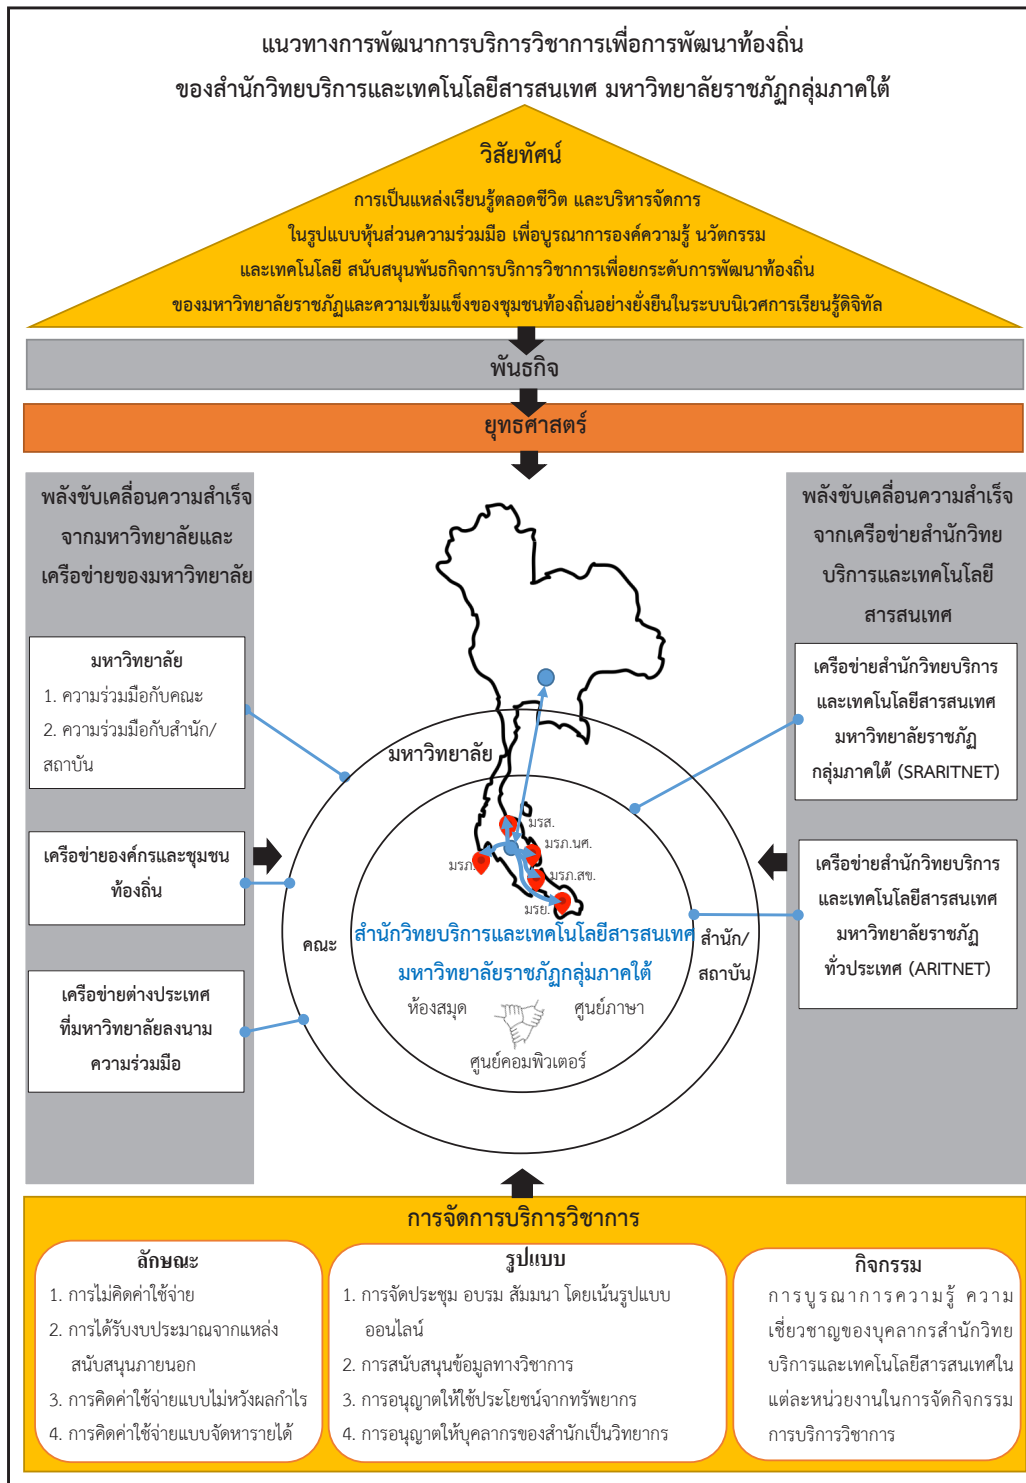 แนวทางการพัฒนาการบริการวิชาการเพื่อการพัฒนาท้องถิ่น
ของสำนักวิทยบริการและเทคโนโลยีสารสนเทศ มหาวิทยาลัยราชภัฏกลุ่มภาคใต้
วิสัยทัศน์
การเป็นแหล่งเรียนรู้ตลอดชีวิต และบริหารจัดการ
ในรูปแบบหุ้นส่วนความร่วมมือ เพื่อบูรณาการองค์ความรู้ นวัตกรรม
และเทคโนโลยี สนับสนุนพันธกิจการบริการวิชาการเพื่อยกระดับการพัฒนาท้องถิ่น
ของมหาวิทยาลัยราชภัฏและความเข้มแข็งของชุมชนท้องถิ่นอย่างยั่งยืนในระบบนิเวศการเรียนรู้ดิจิทัล
พันธกิจ
ยุทธศาสตร์
พลังขับเคลื่อนความสำเร็จ
จากมหาวิทยาลัยและ
เครือข่ายของมหาวิทยาลัย
มหาวิทยาลัย
1. ความร่วมมือกับคณะ
2. ความร่วมมือกับสำนัก/
สถาบัน
เครือข่ายองค์กรและชุมชน
ท้องถิ่น
เครือข่ายต่างประเทศ
ที่มหาวิทยาลัยลงนาม
ความร่วมมือ
มหาวิทยาลัย
มรส.
มรภ.นศ.
มรภ.
มรภ.สข.
มรย.
คณะ
สำนัก/
สถาบัน
สำนักวิทยบริการและเทคโนโลยีสารสนเทศ
มหาวิทยาลัยราชภัฏกลุ่มภาคใต้
ห้องสมุด
ศูนย์ภาษา
ศูนย์คอมพิวเตอร์
พลังขับเคลื่อนความสำเร็จ
จากเครือข่ายสำนักวิทย
บริการและเทคโนโลยี
สารสนเทศ
เครือข่ายสำนักวิทยบริการ
และเทคโนโลยีสารสนเทศ
มหาวิทยาลัยราชภัฏ
กลุ่มภาคใต้ (SRARITNET)
เครือข่ายสำนักวิทยบริการ
และเทคโนโลยีสารสนเทศ
มหาวิทยาลัยราชภัฏ
ทั่วประเทศ (ARITNET)
การจัดการบริการวิชาการ
ลักษณะ
1. การไม่คิดค่าใช้จ่าย
2. การได้รับงบประมาณจากแหล่ง
สนับสนุนภายนอก
3. การคิดค่าใช้จ่ายแบบไม่หวังผลกำไร
4. การคิดค่าใช้จ่ายแบบจัดหารายได้
รูปแบบ
1. การจัดประชุม อบรม สัมมนา โดยเน้นรูปแบบ
ออนไลน์
2. การสนับสนุนข้อมูลทางวิชาการ
3. การอนุญาตให้ใช้ประโยชน์จากทรัพยากร
4. การอนุญาตให้บุคลากรของสำนักเป็นวิทยากร
กิจกรรม
การบูรณาการความรู้ ความ
เชี่ยวชาญของบุคลากรสำนักวิทย
บริการและเทคโนโลยีสารสนเทศใน
แต่ละหน่วยงานในการจัดกิจกรรม
การบริการวิชาการ